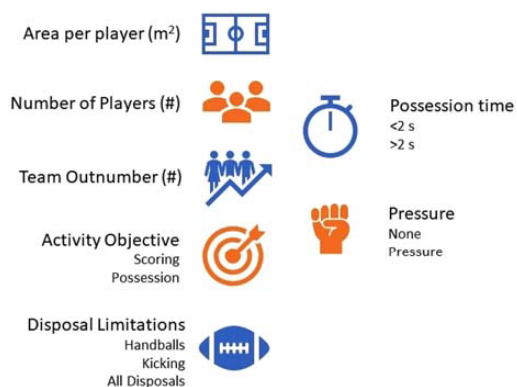 Area per player (m²)
Number of Players (#)
Team Outnumber (#)
Activity Objective
Scoring
Possession
Disposal Limitations
Handballs
Kicking
All Disposals
Possession time
<2 s
>2 s
Pressure
None
Pressure